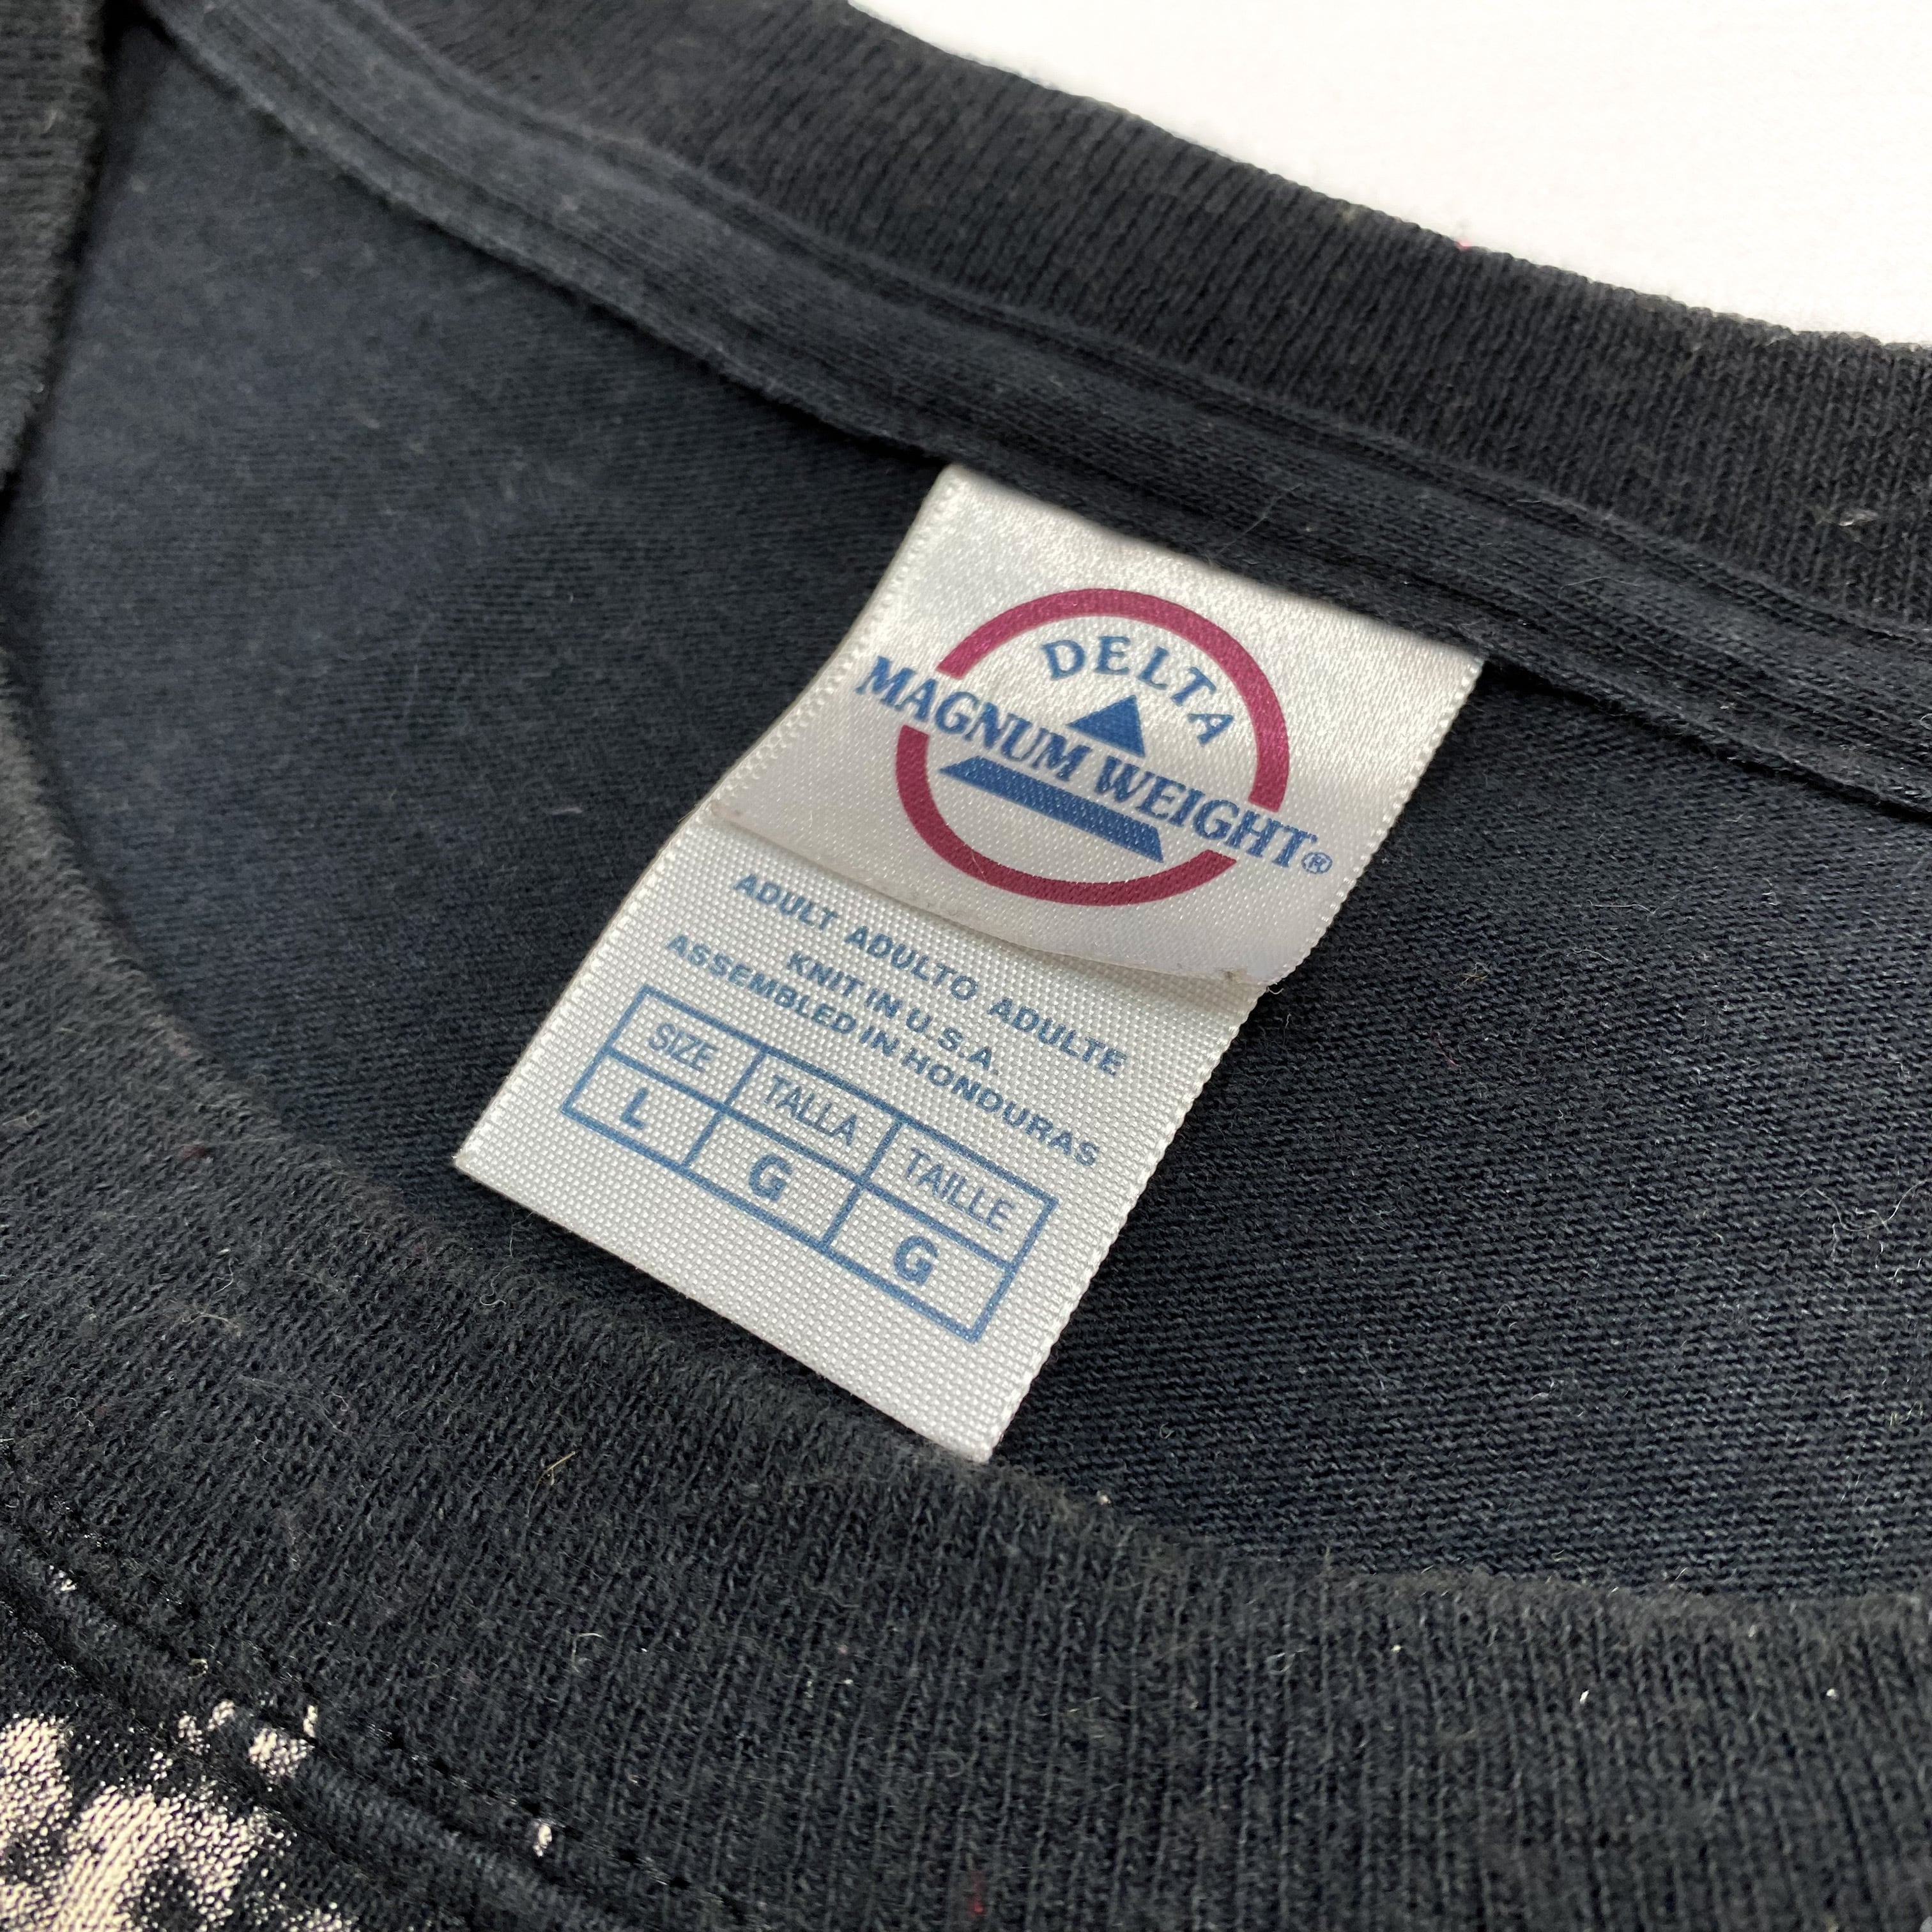 DELTA
MAGNUM WEIGHT®
ADULT ADULTO ADULTE
KNIT IN U.S.A.
ASSEMBLED IN HONDURAS
SIZE TALLA TAILLE
L G G